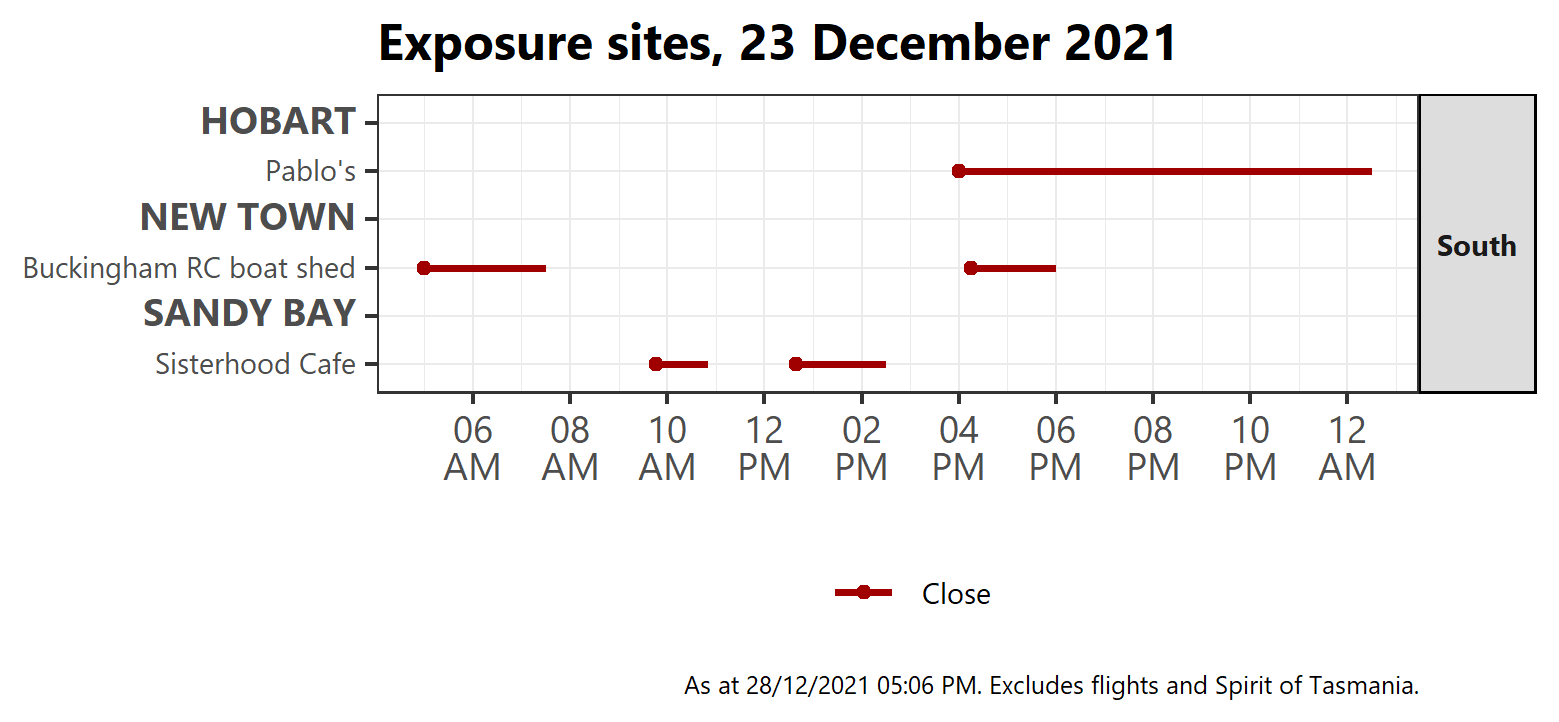 Exposure sites, 23 December 2021
HOBART
Pablo's
NEW TOWN
Buckingham RC boat shed
SANDY BAY
Sisterhood Cafe
South
06 08 10 12 02 04 06 08 10 12
AM AM AM PM PM PM PM PM PM AM
Close
As at 28/12/2021 05:06 PM. Excludes flights and Spirit of Tasmania.